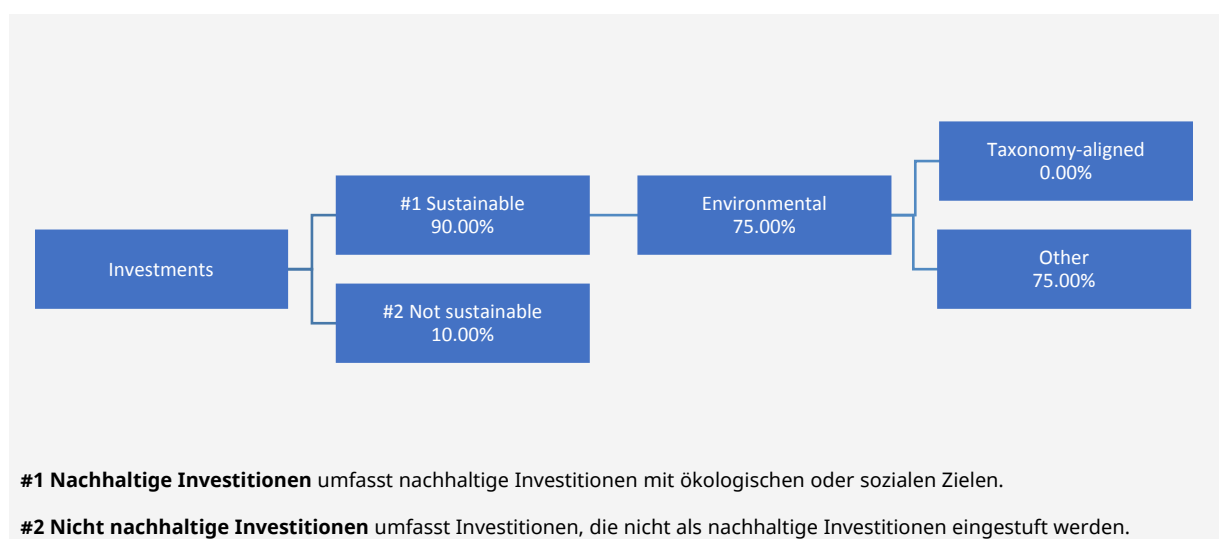 Investments
#1 Sustainable
90.00%
#2 Not sustainable
10.00%
Environmental
75.00%
Taxonomy-aligned
0.00%
Other
75.00%
#1 Nachhaltige Investitionen umfasst nachhaltige Investitionen mit ökologischen oder sozialen Zielen.
#2 Nicht nachhaltige Investitionen umfasst Investitionen, die nicht als nachhaltige Investitionen eingestuft werden.